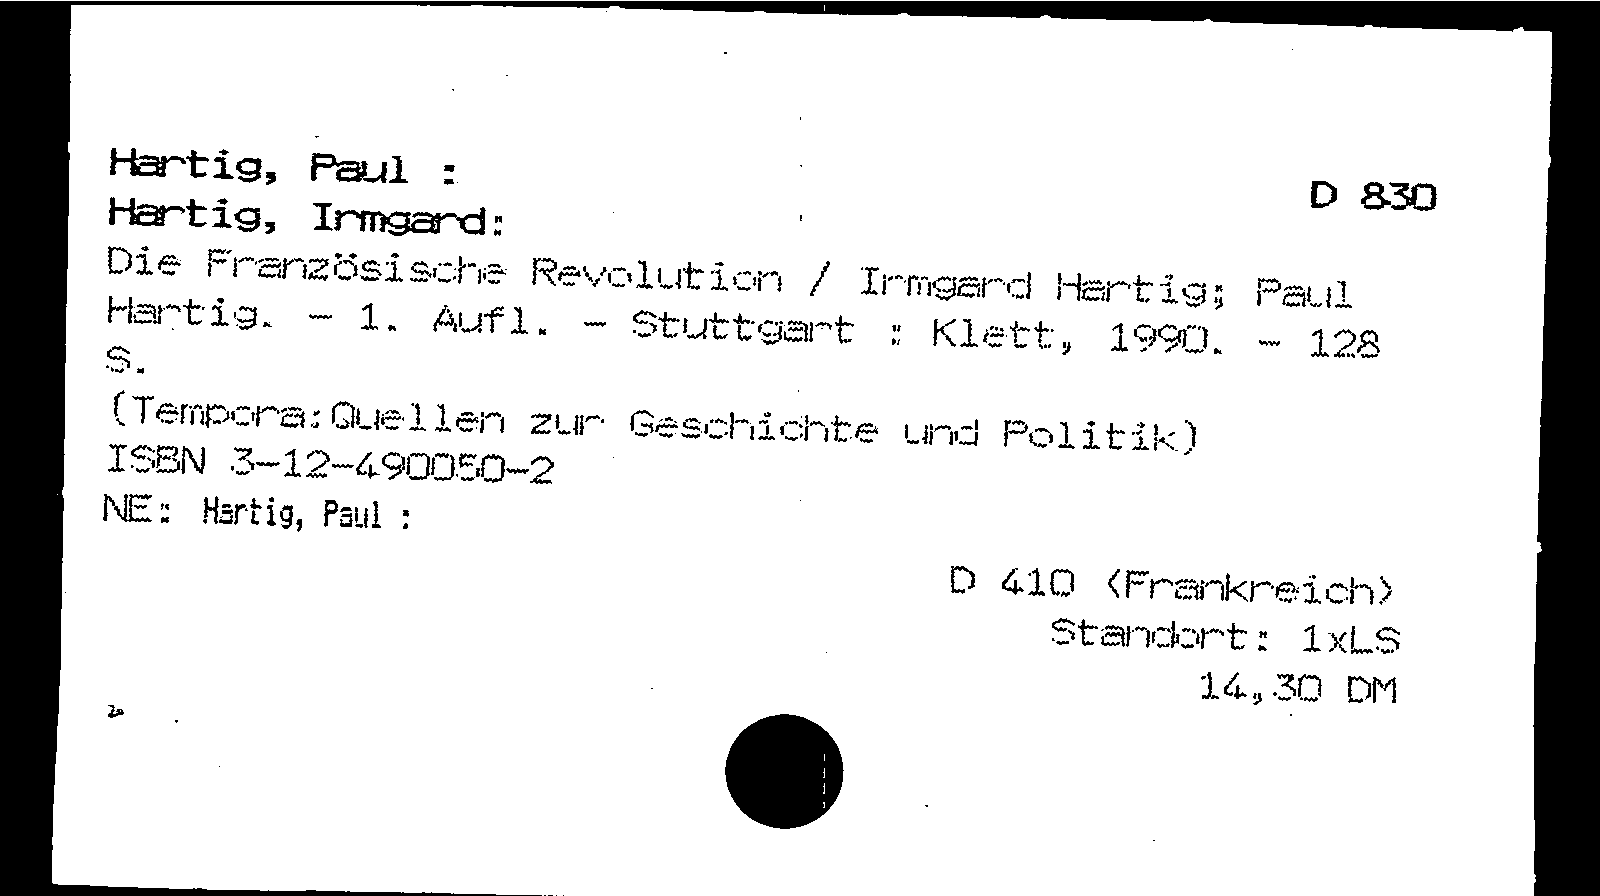 Hartig, Paul :
D 830
Hartig, Irmgard:
Die Französische Revolution / Irmgard Hartig; Paul
Hartig. - 1. Aufl. - Stuttgart : Klett, 1990. - 128
S.
(Tempora:Quellen zur Geschichte und Politik)
ISBN 3-12-490050-2
NE: Hartig, Paul :
D 410 <Frankreich>
Standort: 1xLS
14,30 DM